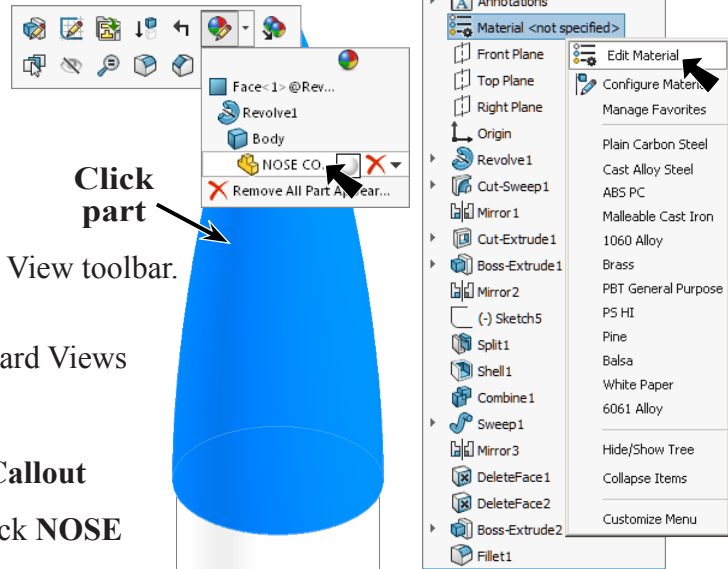 Face<1>@Rev...
Revolve1
Body
NOSE CO.
Remove All Part Appear...
Click
part
View toolbar.
ard Views
Callout
ck NOSE
Annotations
Material <not specified>
Front Plane
Top Plane
Right Plane
Origin
Revolve1
Cut-Sweep1
Mirror1
Cut-Extrude1
Boss-Extrude1
Mirror2
(-) Sketch5
Split1
Shell1
Combine1
Sweep1
Mirror3
DeleteFace1
DeleteFace2
Boss-Extrude2
Fillet1
Edit Material
Configure Mater
Manage Favorites
Plain Carbon Steel
Cast Alloy Steel
ABS PC
Malleable Cast Iron
1060 Alloy
Brass
PBT General Purpose
PS HI
Pine
Balsa
White Paper
6061 Alloy
Hide/Show Tree
Collapse Items
Customize Menu